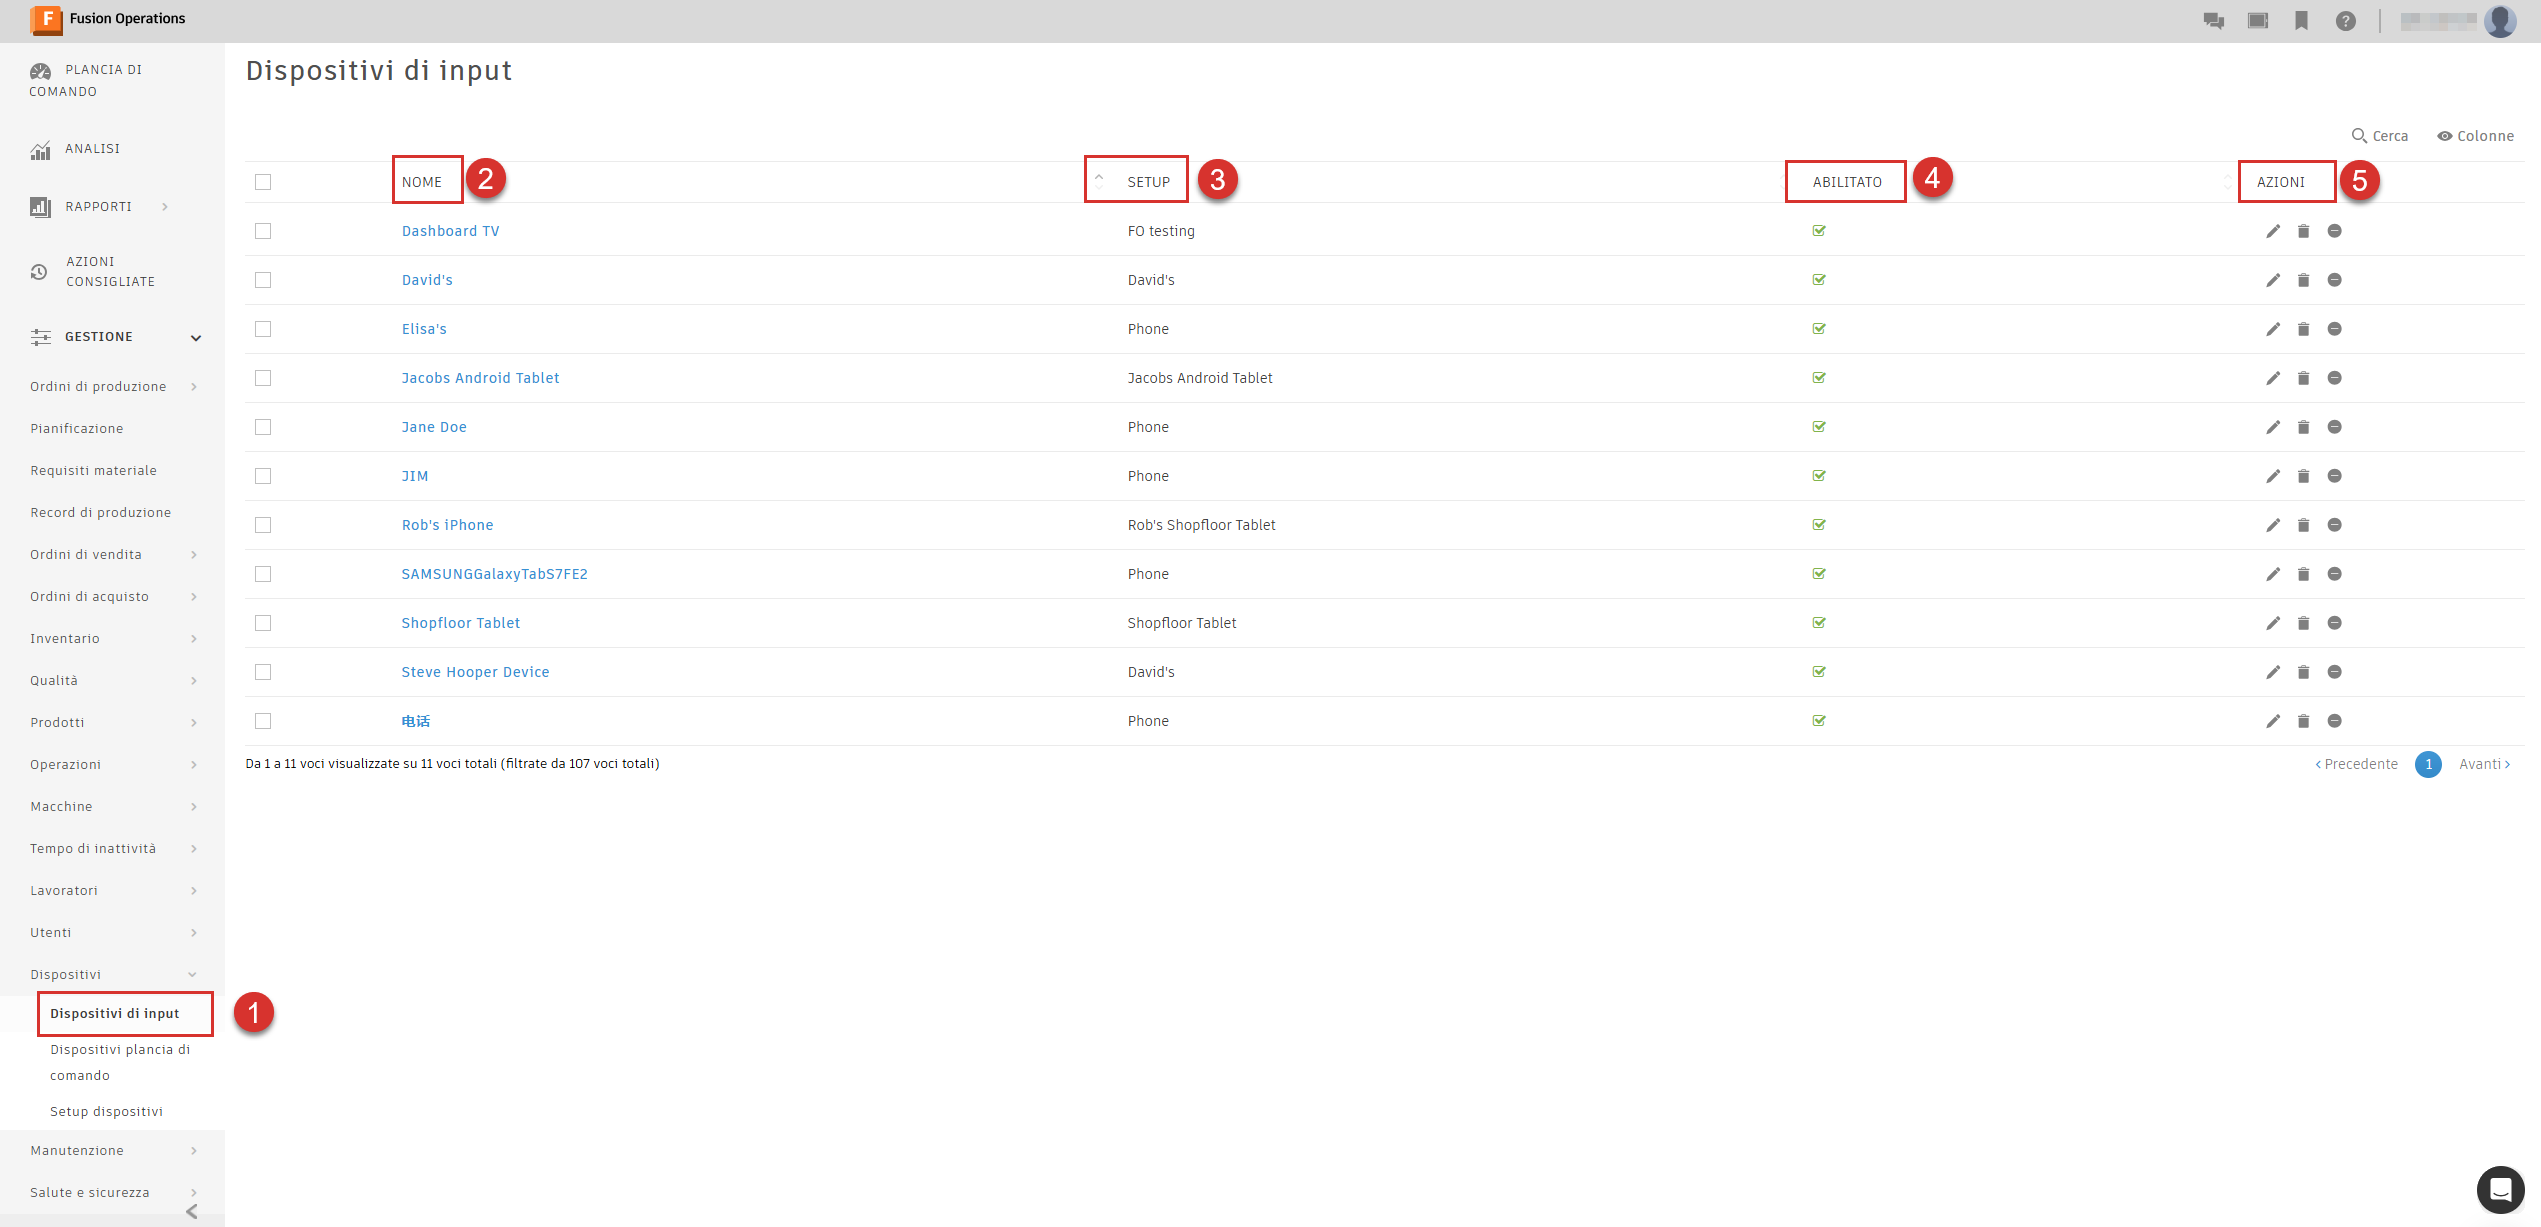 Fusion Operations
PLANCIA DI
COMANDO
ANALISI
RAPPORTI
AZIONI
CONSIGLIATE
GESTIONE
Ordini di produzione
Pianificazione
Requisiti materiale
Record di produzione
Ordini di vendita
Ordini di acquisto
Inventario
Qualità
Prodotti
Operazioni
Macchine
Tempo di inattività
Lavoratori
Utenti
Dispositivi
Dispositivi di input 1
Dispositivi plancia di
comando
Setup dispositivi
Manutenzione
Salute e sicurezza
Dispositivi di input
Cerca Colonne
NOME 2 SETUP 3 ABILITATO 4 AZIONI 5
Dashboard TV FO testing
David's David's
Elisa's Phone
Jacobs Android Tablet Jacobs Android Tablet
Jane Doe Phone
JIM Phone
Rob's iPhone Rob's Shopfloor Tablet
SAMSUNGGalaxyTabS7FE2 Phone
Shopfloor Tablet Shopfloor Tablet
Steve Hooper Device David's
电话 Phone
Da 1 a 11 voci visualizzate su 11 voci totali (filtrate da 107 voci totali)
Precedente 1 Avanti